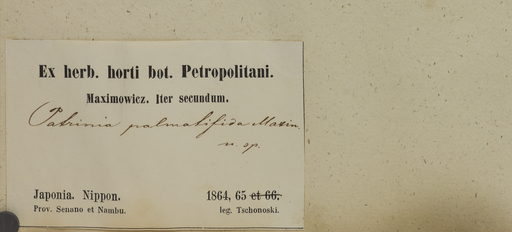 Ex herb. horti bot. Petropolitani.
Maximowicz. Iter secundum.
Patrinia palmatifida Maxim.
n. sp.
Japonia. Nippon. 1864, 65 et 66.
Prov. Senano et Nambu. leg. Tschonoski.